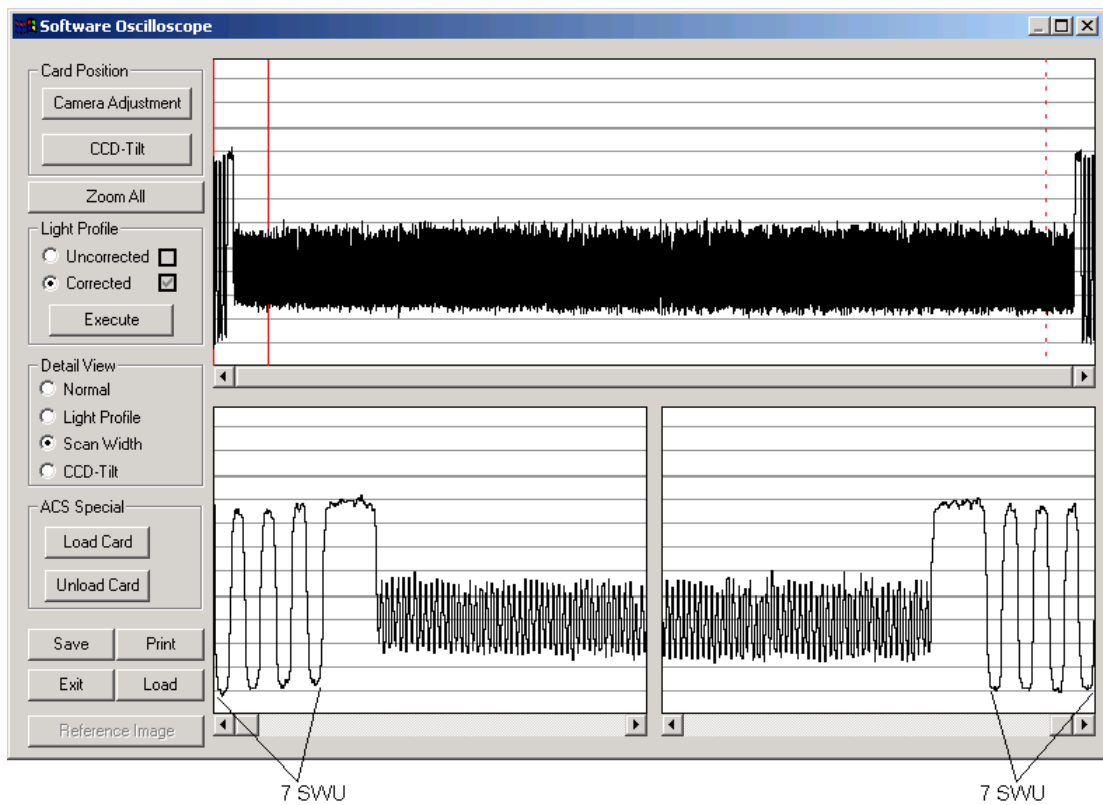 Software Oscilloscope
Card Position
Camera Adjustment
CCD-Tilt
Zoom All
Light Profile
Uncorrected
Corrected
Execute
Detail View
Normal
Light Profile
Scan Width
CCD-Tilt
ACS Special
Load Card
Unload Card
Save Print
Exit Load
Reference Image
7 SWU 7 SWU